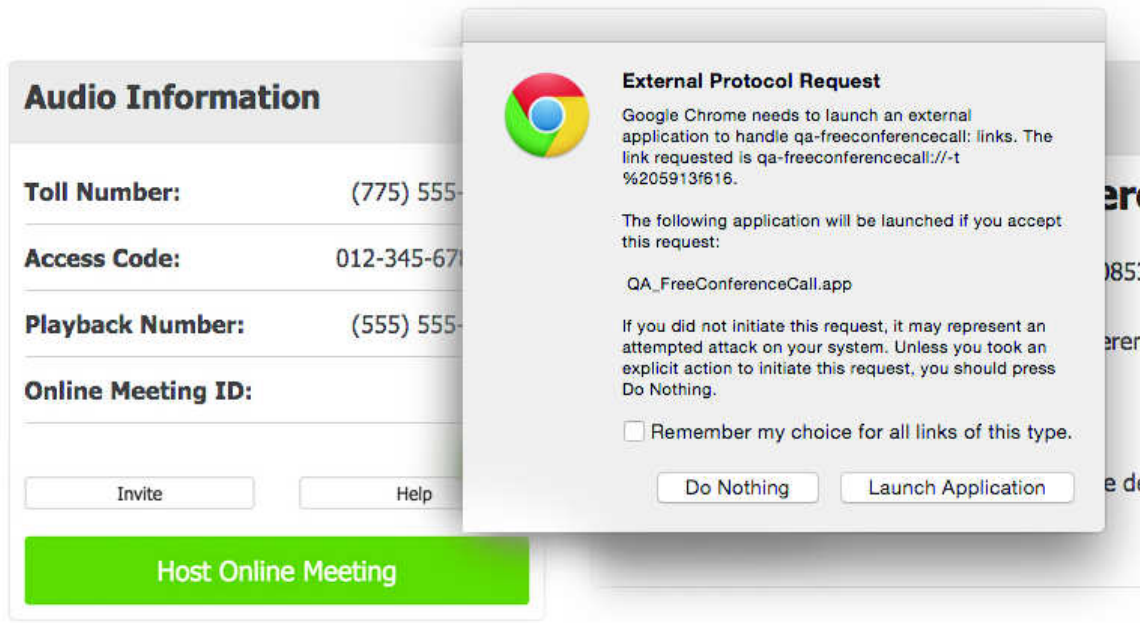 Audio Information
Toll Number: (775) 555-
Access Code: 012-345-678
Playback Number: (555) 555-
Online Meeting ID:
Invite
Help
Host Online Meeting
External Protocol Request
Google Chrome needs to launch an external
application to handle qa-freeconferencecall: links. The
link requested is qa-freeconferencecall://-t
%205913f616.
The following application will be launched if you accept
this request:
QA_FreeConferenceCall.app
If you did not initiate this request, it may represent an
attempted attack on your system. Unless you took an
explicit action to initiate this request, you should press
Do Nothing.
Remember my choice for all links of this type.
Do Nothing
Launch Application